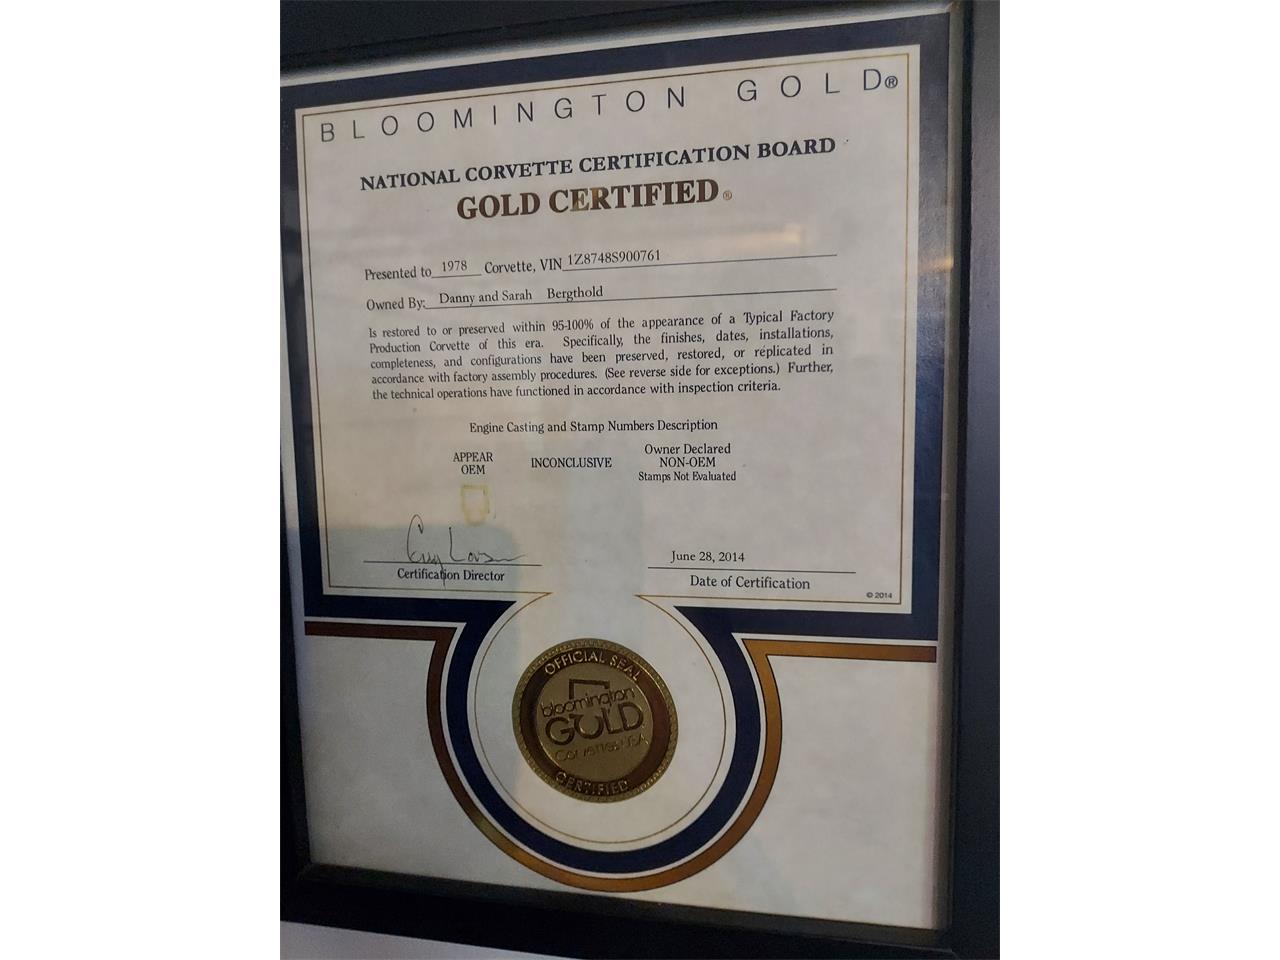 BLOOMINGTON GOLD®
NATIONAL CORVETTE CERTIFICATION BOARD
GOLD CERTIFIED®
Presented to 1978 Corvette, VIN 1Z8748S900761
Owned By: Danny and Sarah Bergthold
Is restored to or preserved within 95-100% of the appearance of a Typical Factory
Production Corvette of this era. Specifically, the finishes, dates, installations,
completeness, and configurations have been preserved, restored, or replicated in
accordance with factory assembly procedures. (See reverse side for exceptions.) Further,
the technical operations have functioned in accordance with inspection criteria.
Engine Casting and Stamp Numbers Description
APPEAR
OEM
INCONCLUSIVE
Owner Declared
NON-OEM
Stamps Not Evaluated
Certification Director
June 28, 2014
Date of Certification
© 2014
OFFICIAL SEAL
bloomington
GOLD
Corvettes USA
CERTIFIED